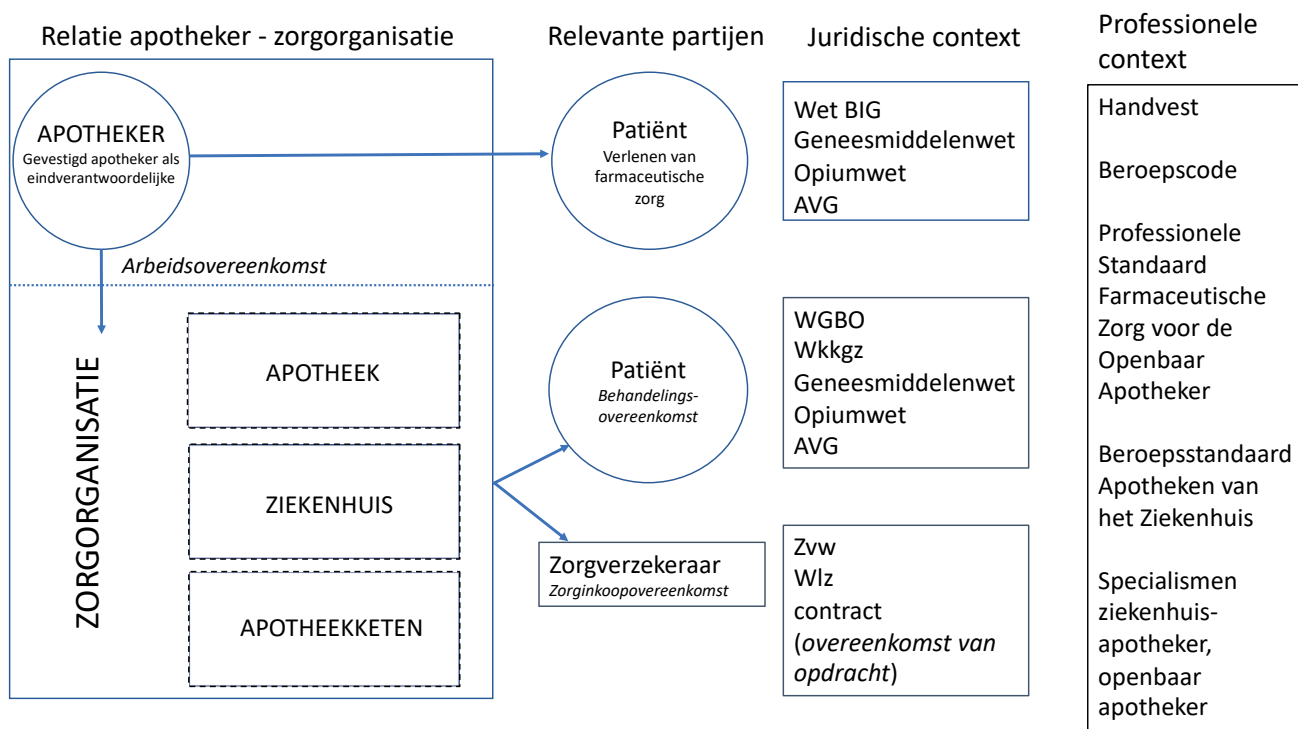 Relatie apotheker - zorgorganisatie
APOTHEKER
Gevestigd apotheker als
eindverantwoordelijke
Arbeidsovereenkomst
ZORGORGANISATIE
APOTHEEK
ZIEKENHUIS
APOTHEEKKETEN
Relevante partijen
Patiënt
Verlenen van
farmaceutische
zorg
Patiënt
Behandelings-
overeenkomst
Zorgverzekeraar
Zorginkoopovereenkomst
Juridische context
Wet BIG
Geneesmiddelenwet
Opiumwet
AVG
WGBO
Wkkgz
Geneesmiddelenwet
Opiumwet
AVG
Zvw
Wlz
contract
(overeenkomst van
opdracht)
Professionele
context
Handvest
Beroepscode
Professionele
Standaard
Farmaceutische
Zorg voor de
Openbaar
Apotheker
Beroepsstandaard
Apotheken van
het Ziekenhuis
Specialismen
ziekenhuis-
apotheker,
openbaar
apotheker